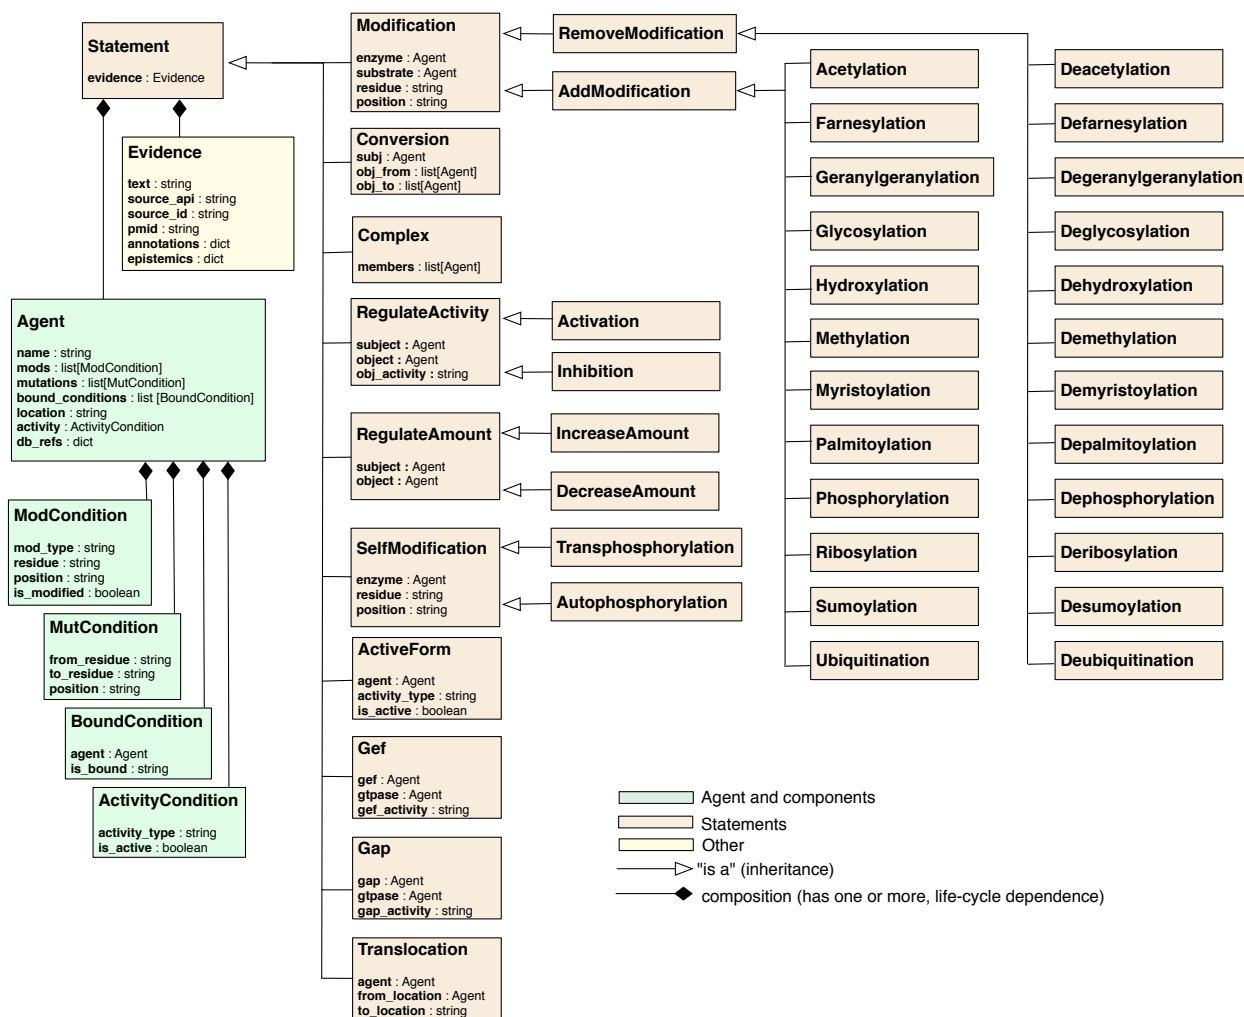 Statement
evidence : Evidence
Evidence
text : string
source_api : string
source_id : string
pmid : string
annotations : dict
epistemics : dict
Agent
name : string
mods : list[ModCondition]
mutations : list[MutCondition]
bound_conditions : list [BoundCondition]
location : string
activity : ActivityCondition
db_refs : dict
ModCondition
mod_type : string
residue : string
position : string
is_modified : boolean
MutCondition
from_residue : string
to_residue : string
position : string
BoundCondition
agent : Agent
is_bound : string
ActivityCondition
activity_type : string
is_active : boolean
Modification
enzyme : Agent
substrate : Agent
residue : string
position : string
Conversion
subj : Agent
obj_from : list[Agent]
obj_to : list[Agent]
Complex
members : list[Agent]
RegulateActivity
subject : Agent
object : Agent
obj_activity : string
RegulateAmount
subject : Agent
object : Agent
SelfModification
enzyme : Agent
residue : string
position : string
ActiveForm
agent : Agent
activity_type : string
is_active : boolean
Gef
gef : Agent
gtpase : Agent
gef_activity : string
Gap
gap : Agent
gtpase : Agent
gap_activity : string
Translocation
agent : Agent
from_location : Agent
to_location : string
RemoveModification
AddModification
Activation
Inhibition
IncreaseAmount
DecreaseAmount
Transphosphorylation
Autophosphorylation
Acetylation
Farnesylation
Geranylgeranylation
Glycosylation
Hydroxylation
Methylation
Myristoylation
Palmitoylation
Phosphorylation
Ribosylation
Sumoylation
Ubiquitination
Deacetylation
Defarnesylation
Degeranylgeranylation
Deglycosylation
Dehydroxylation
Demethylation
Demyristoylation
Depalmitoylation
Dephosphorylation
Deribosylation
Desumoylation
Deubiquitination
Agent and components
Statements
Other
"is a" (inheritance)
composition (has one or more, life-cycle dependence)